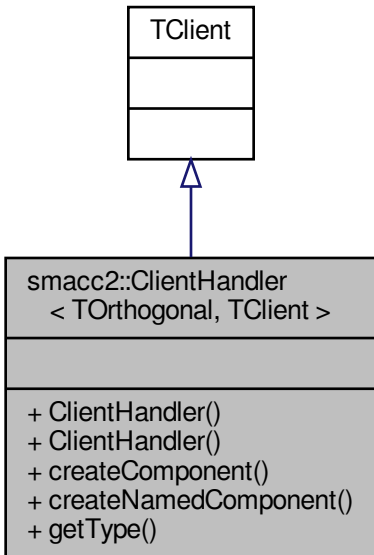 TClient
smacc2::ClientHandler
< TOrthogonal, TClient >
+ ClientHandler()
+ ClientHandler()
+ createComponent()
+ createNamedComponent()
+ getType()